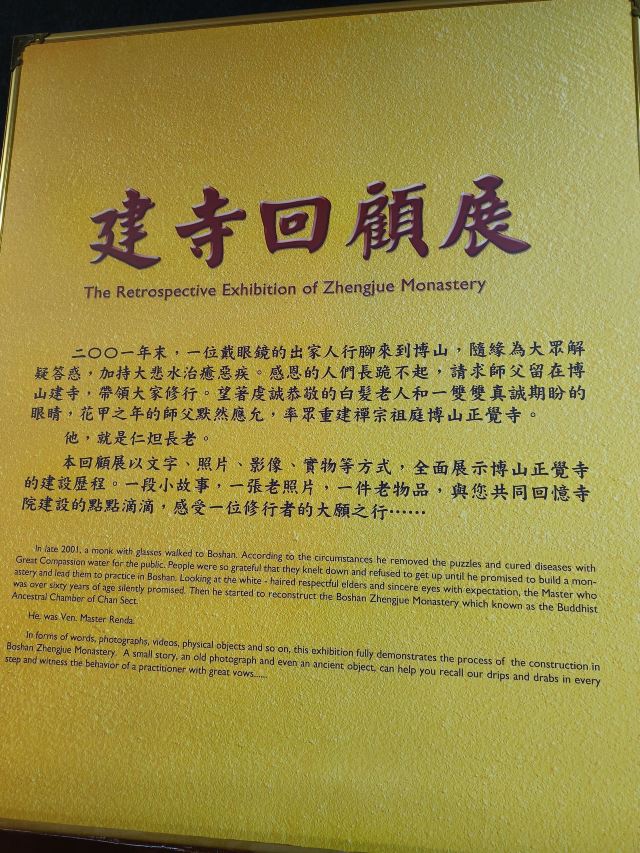 建寺回顧展
The Retrospective Exhibition of Zhengjue Monastery
二〇〇一年末，一位戴眼鏡的出家人行腳來到博山，隨緣為大眾解
疑答惑，加持大悲水治癒惡疾。感恩的人們長跪不起，請求師父留在博
山建寺，帶領大家修行。望著虔誠恭敬的白髮老人和一雙雙真誠期盼的
眼睛，花甲之年的師父默然應允，率眾重建禪宗祖庭博山正覺寺。
他，就是仁炟長老。
本回顧展以文字、照片、影像、實物等方式，全面展示博山正覺寺
的建設歷程。一段小故事，一張老照片，一件老物品，與您共同回憶寺
院建設的點點滴滴，感受一位修行者的大願之行……
In late 2001, a monk with glasses walked to Boshan. According to the circumstances he removed the puzzles and cured diseases with
Great Compassion water for the public. People were so grateful that they knelt down and refused to get up until he promised to build a mon-
astery and lead them to practice in Boshan. Looking at the white - haired respectful elders and sincere eyes with expectation, the Master who
was over sixty years of age silently promised. Then he started to reconstruct the Boshan Zhengjue Monastery which known as the Buddhist
Ancestral Chamber of Chan Sect.
He. was Ven. Master Renda.
In forms of words, photographs, videos, physical objects and so on, this exhibition fully demonstrates the process of the construction in
Boshan Zhengjue Monastery. A small story, an old photograph and even an ancient object, can help you recall our drips and drabs in every
step and witness the behavior of a practitioner with great vows......